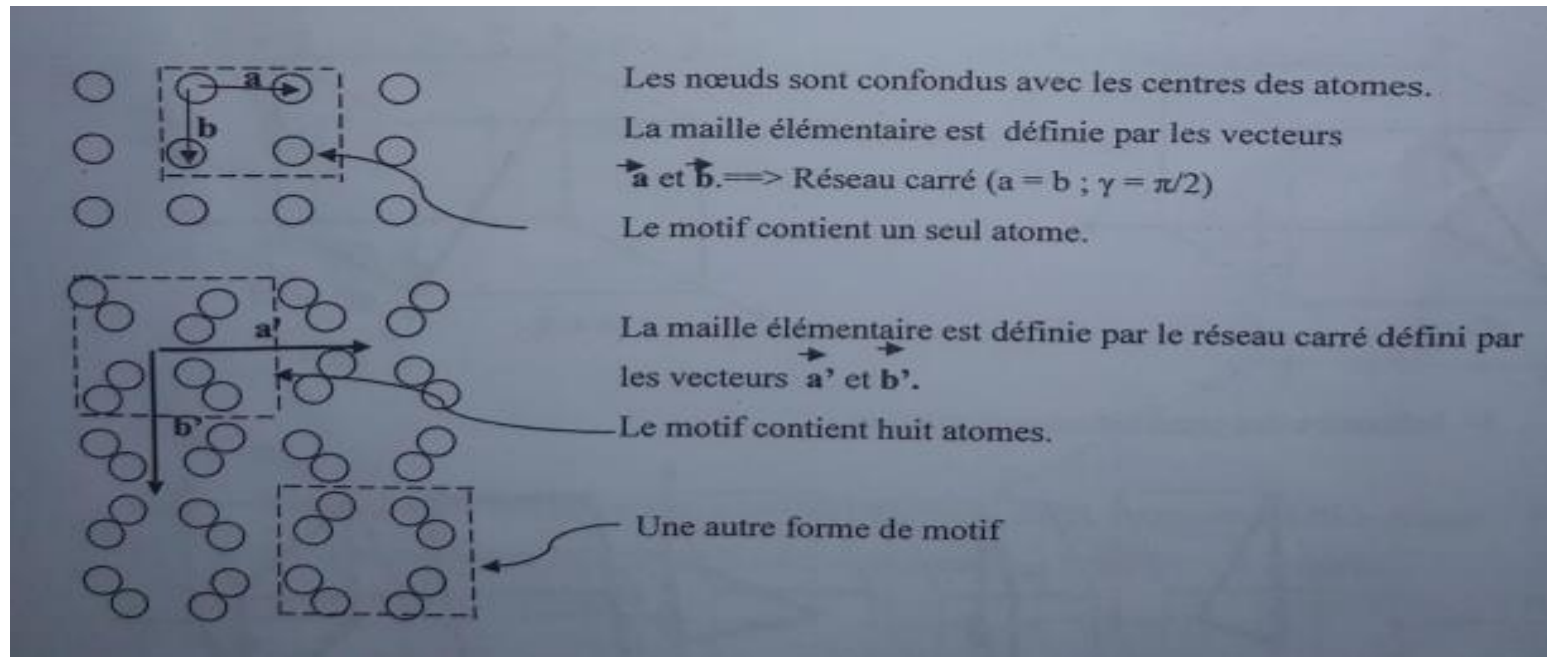 a
b
Les nœuds sont confondus avec les centres des atomes.
La maille élémentaire est définie par les vecteurs
a et b.==> Réseau carré (a = b ; γ = π/2)
Le motif contient un seul atome.
a'
b'
La maille élémentaire est définie par le réseau carré défini par
les vecteurs a’ et b’.
Le motif contient huit atomes.
Une autre forme de motif